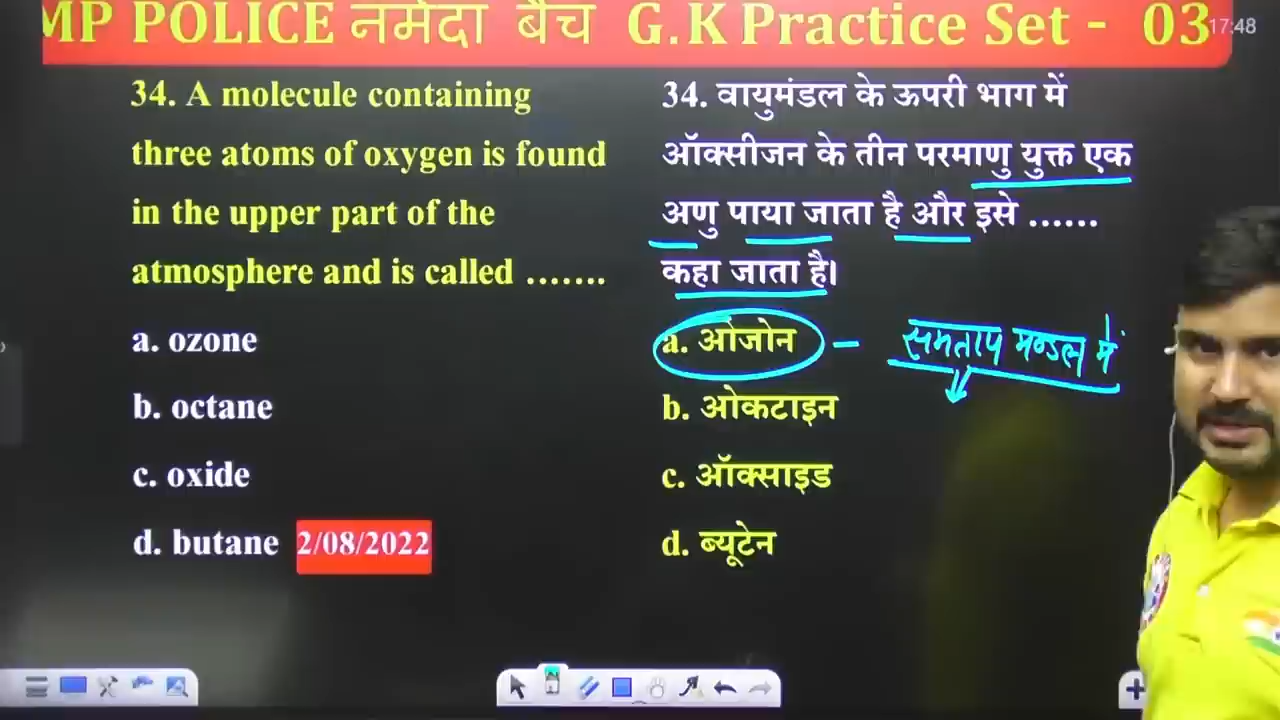 MP POLICE नर्मदा बैच G.K Practice Set - 03
17:48
34. A molecule containing
three atoms of oxygen is found
in the upper part of the
atmosphere and is called .......
a. ozone
b. octane
c. oxide
d. butane 2/08/2022
34. वायुमंडल के ऊपरी भाग में
ऑक्सीजन के तीन परमाणु युक्त एक
अणु पाया जाता है और इसे ......
कहा जाता है।
a. ओजोन – समताप मण्डल में
b. ओकटाइन
c. ऑक्साइड
d. ब्यूटेन